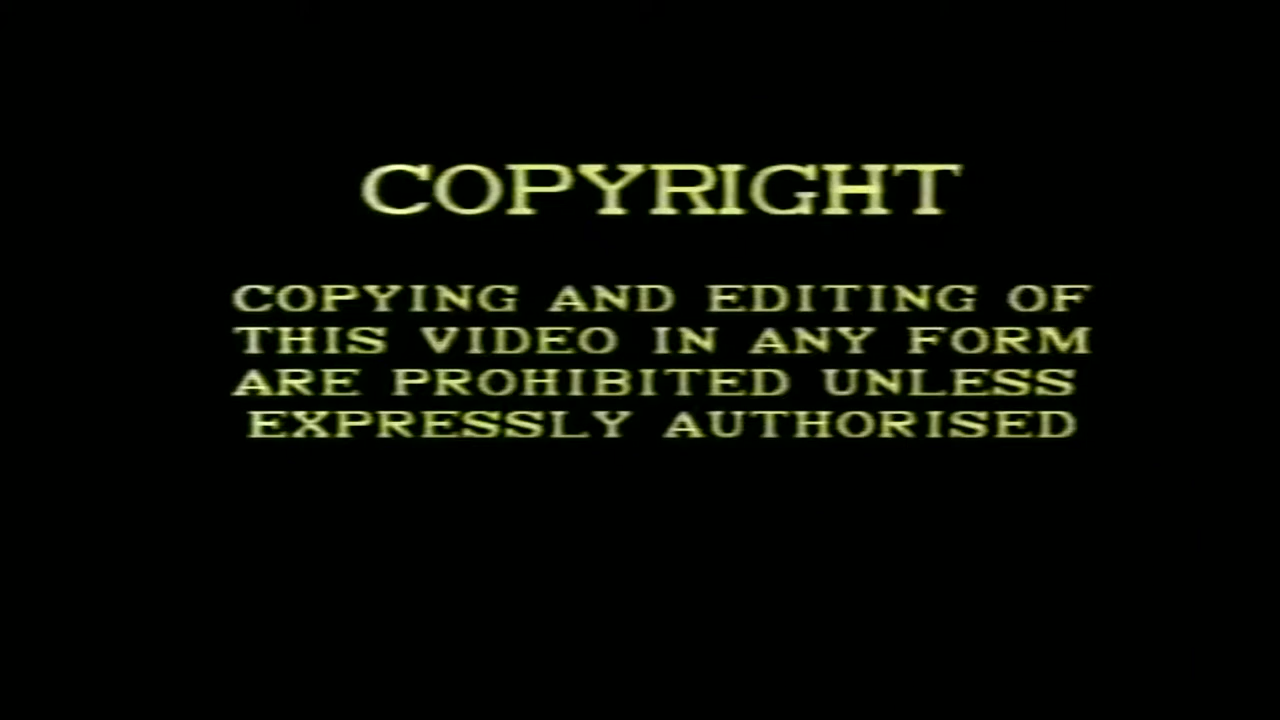 COPYRIGHT
COPYING AND EDITING OF
THIS VIDEO IN ANY FORM
ARE PROHIBITED UNLESS
EXPRESSLY AUTHORISED